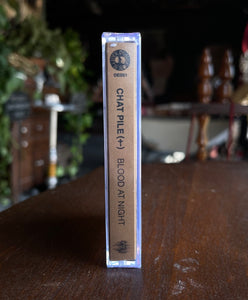 CHAT PILE (+) BLOOD AT NIGHT